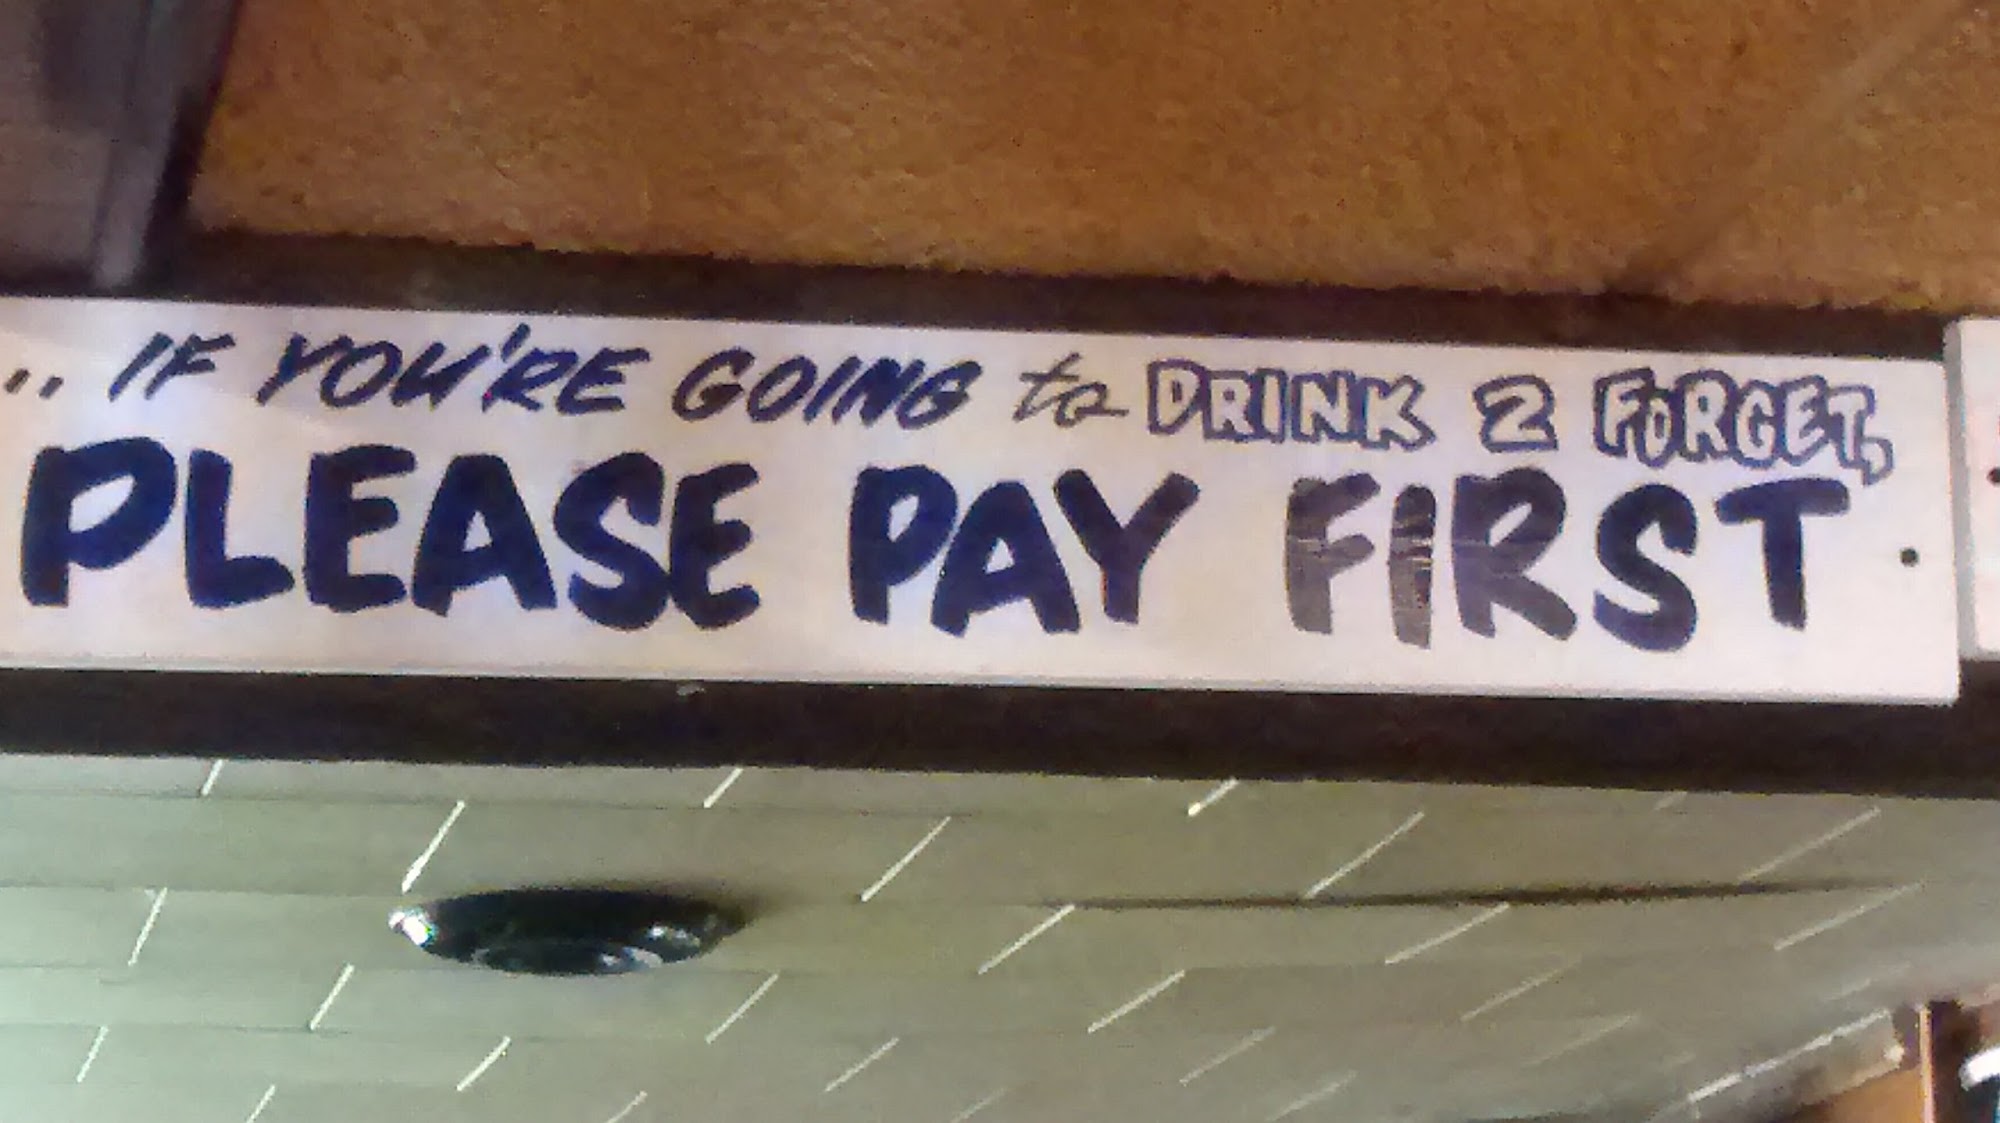 .. IF YOU'RE GOING to DRINK 2 FORGET,
PLEASE PAY FIRST